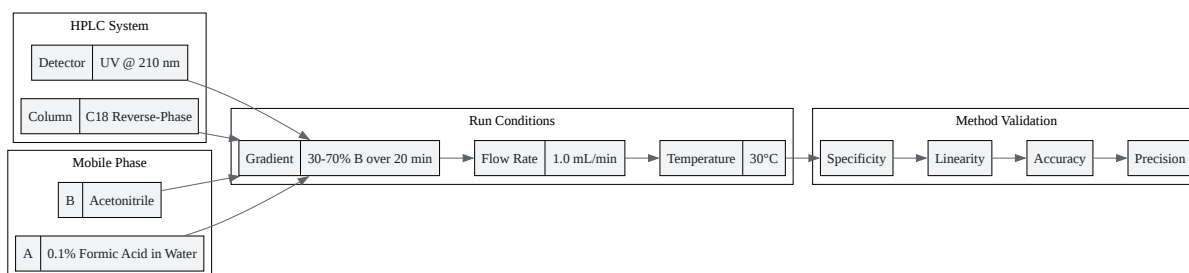 HPLC System
Detector UV @ 210 nm
Column C18 Reverse-Phase
Mobile Phase
B Acetonitrile
A 0.1% Formic Acid in Water
Run Conditions
Gradient 30-70% B over 20 min
Flow Rate 1.0 mL/min
Temperature 30°C
Method Validation
Specificity
Linearity
Accuracy
Precision